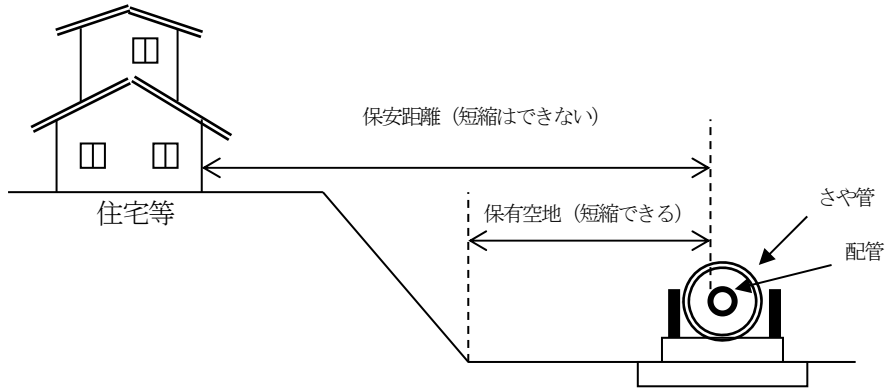 保安距離（短縮はできない）
住宅等
保有空地（短縮できる）
さや管
配管